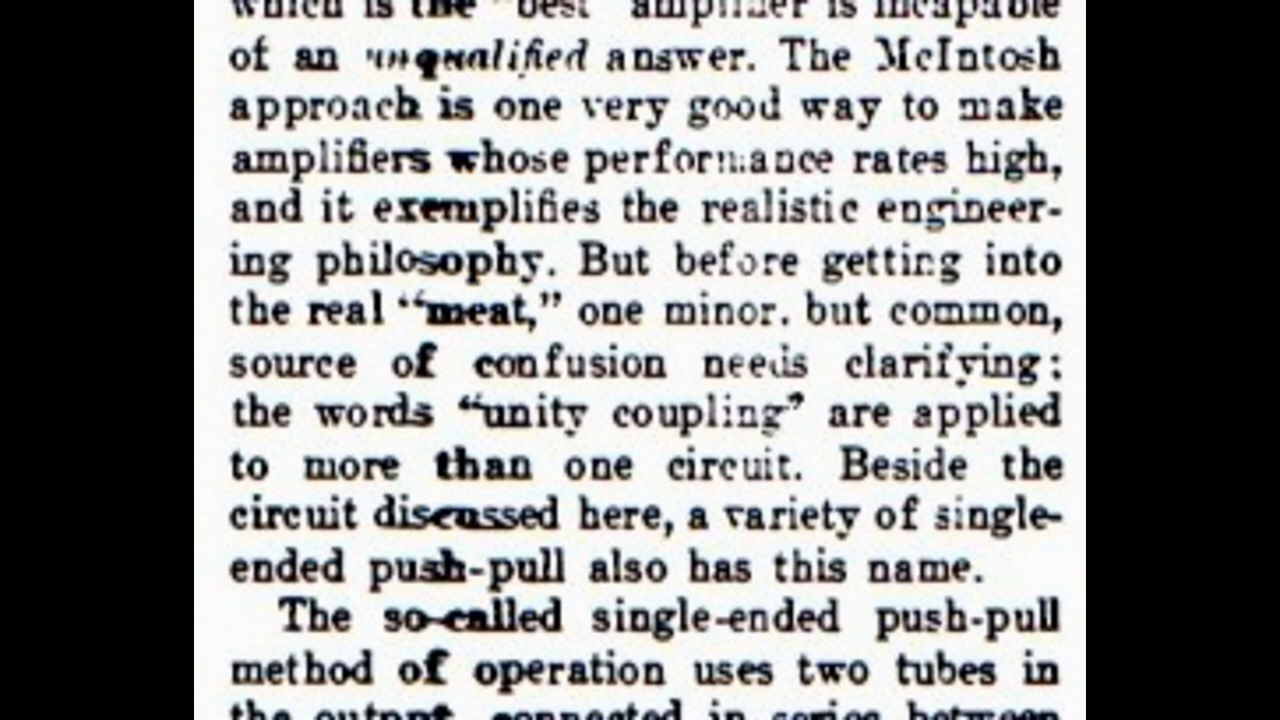 which is the "best" amplifier is incapable
of an unqualified answer. The McIntosh
approach is one very good way to make
amplifiers whose performance rates high,
and it exemplifies the realistic engineer-
ing philosophy. But before getting into
the real "meat," one minor, but common,
source of confusion needs clarifying:
the words "unity coupling" are applied
to more than one circuit. Beside the
circuit discussed here, a variety of single-
ended push-pull also has this name.
The so-called single-ended push-pull
method of operation uses two tubes in
the output, connected in series between